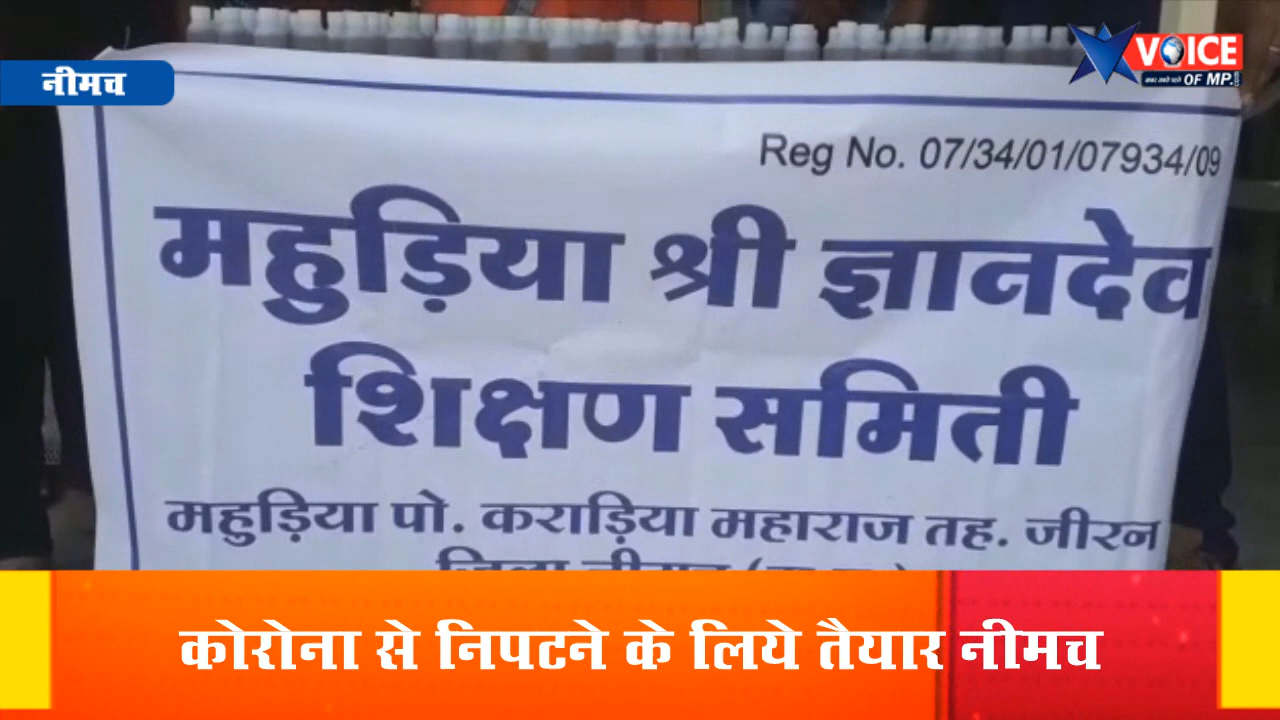 नीमच
VOICE
OF MP.
Reg No. 07/34/01/07934/09
महुड़िया श्री ज्ञानदेव
शिक्षण समिती
महुड़िया पो. कराड़िया महाराज तह. जीरन
कोरोना से निपटने के लिये तैयार नीमच